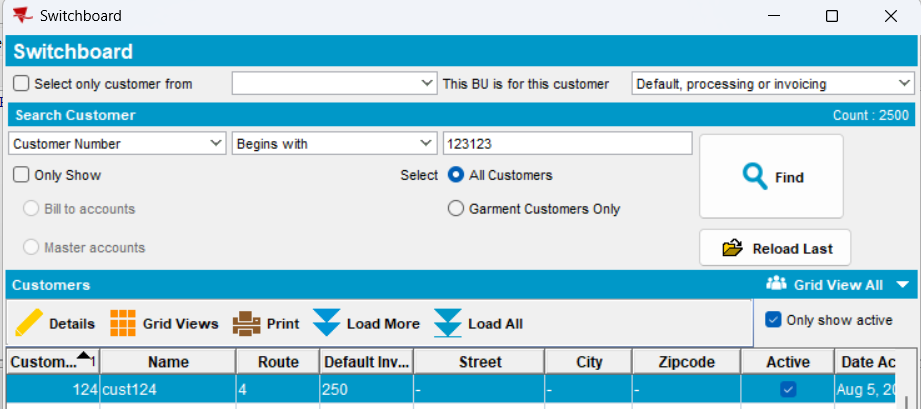 Switchboard
Switchboard
Select only customer from This BU is for this customer Default, processing or invoicing
Search Customer Count : 2500
Customer Number Begins with 123123
Find
Only Show Select All Customers
Bill to accounts Garment Customers Only
Master accounts Reload Last
Customers Grid View All
Details Grid Views Print Load More Load All Only show active
Custom... 1 Name Route Default Inv... Street City Zipcode Active Date Ac
124 cust124 4 250 - - - Aug 5, 20